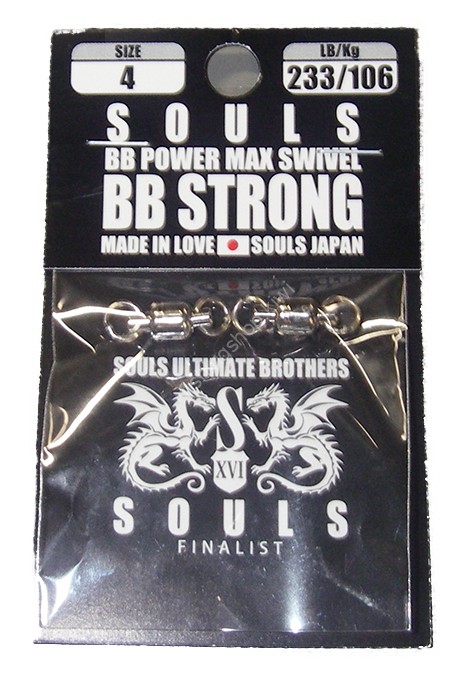 SIZE
4
LB/Kg
233/106
SOULS
BB POWER MAX SWIVEL
BB STRONG
MADE IN LOVE SOULS JAPAN
SOULS ULTIMATE BROTHERS
S
XVI
SOULS
FINALIST